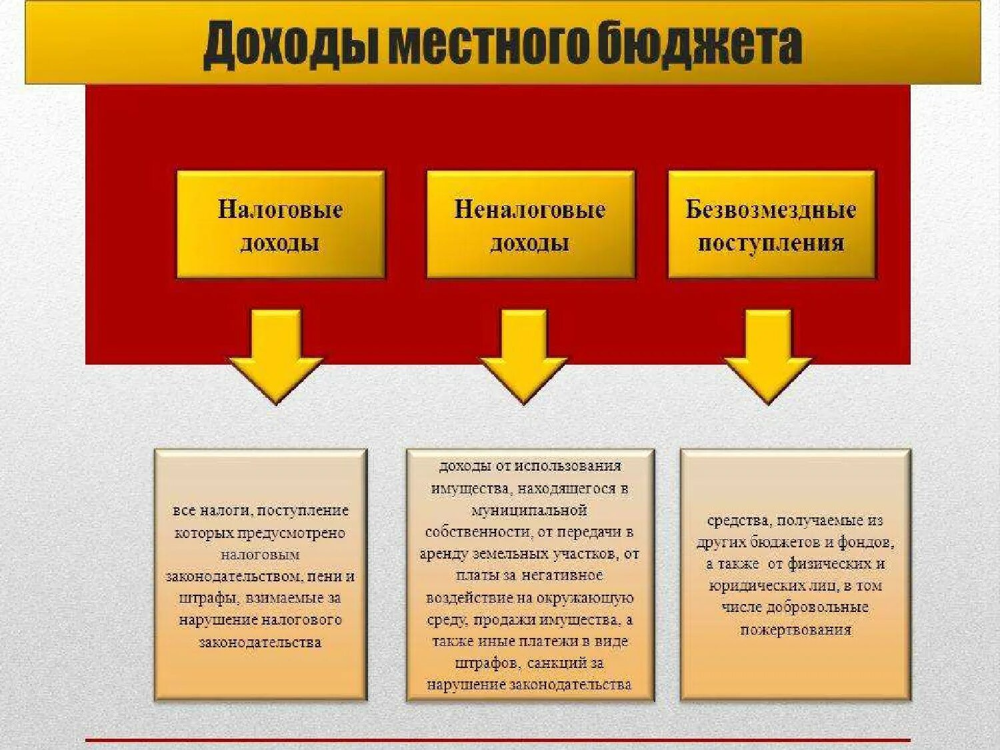 Доходы местного бюджета
Налоговые
доходы
Неналоговые
доходы
Безвозмездные
поступления
все налоги, поступление
которых предусмотрено
налоговым
законодательством, пени и
штрафы, взимаемые за
нарушение налогового
законодательства
доходы от использования
имущества, находящегося в
муниципальной
собственности, от передачи в
аренду земельных участков, от
платы за негативное
воздействие на окружающую
среду, продажи имущества, а
также иные платежи в виде
штрафов, санкций за
нарушение законодательства
средства, получаемые из
других бюджетов и фондов,
а также от физических и
юридических лиц, в том
числе добровольные
пожертвования